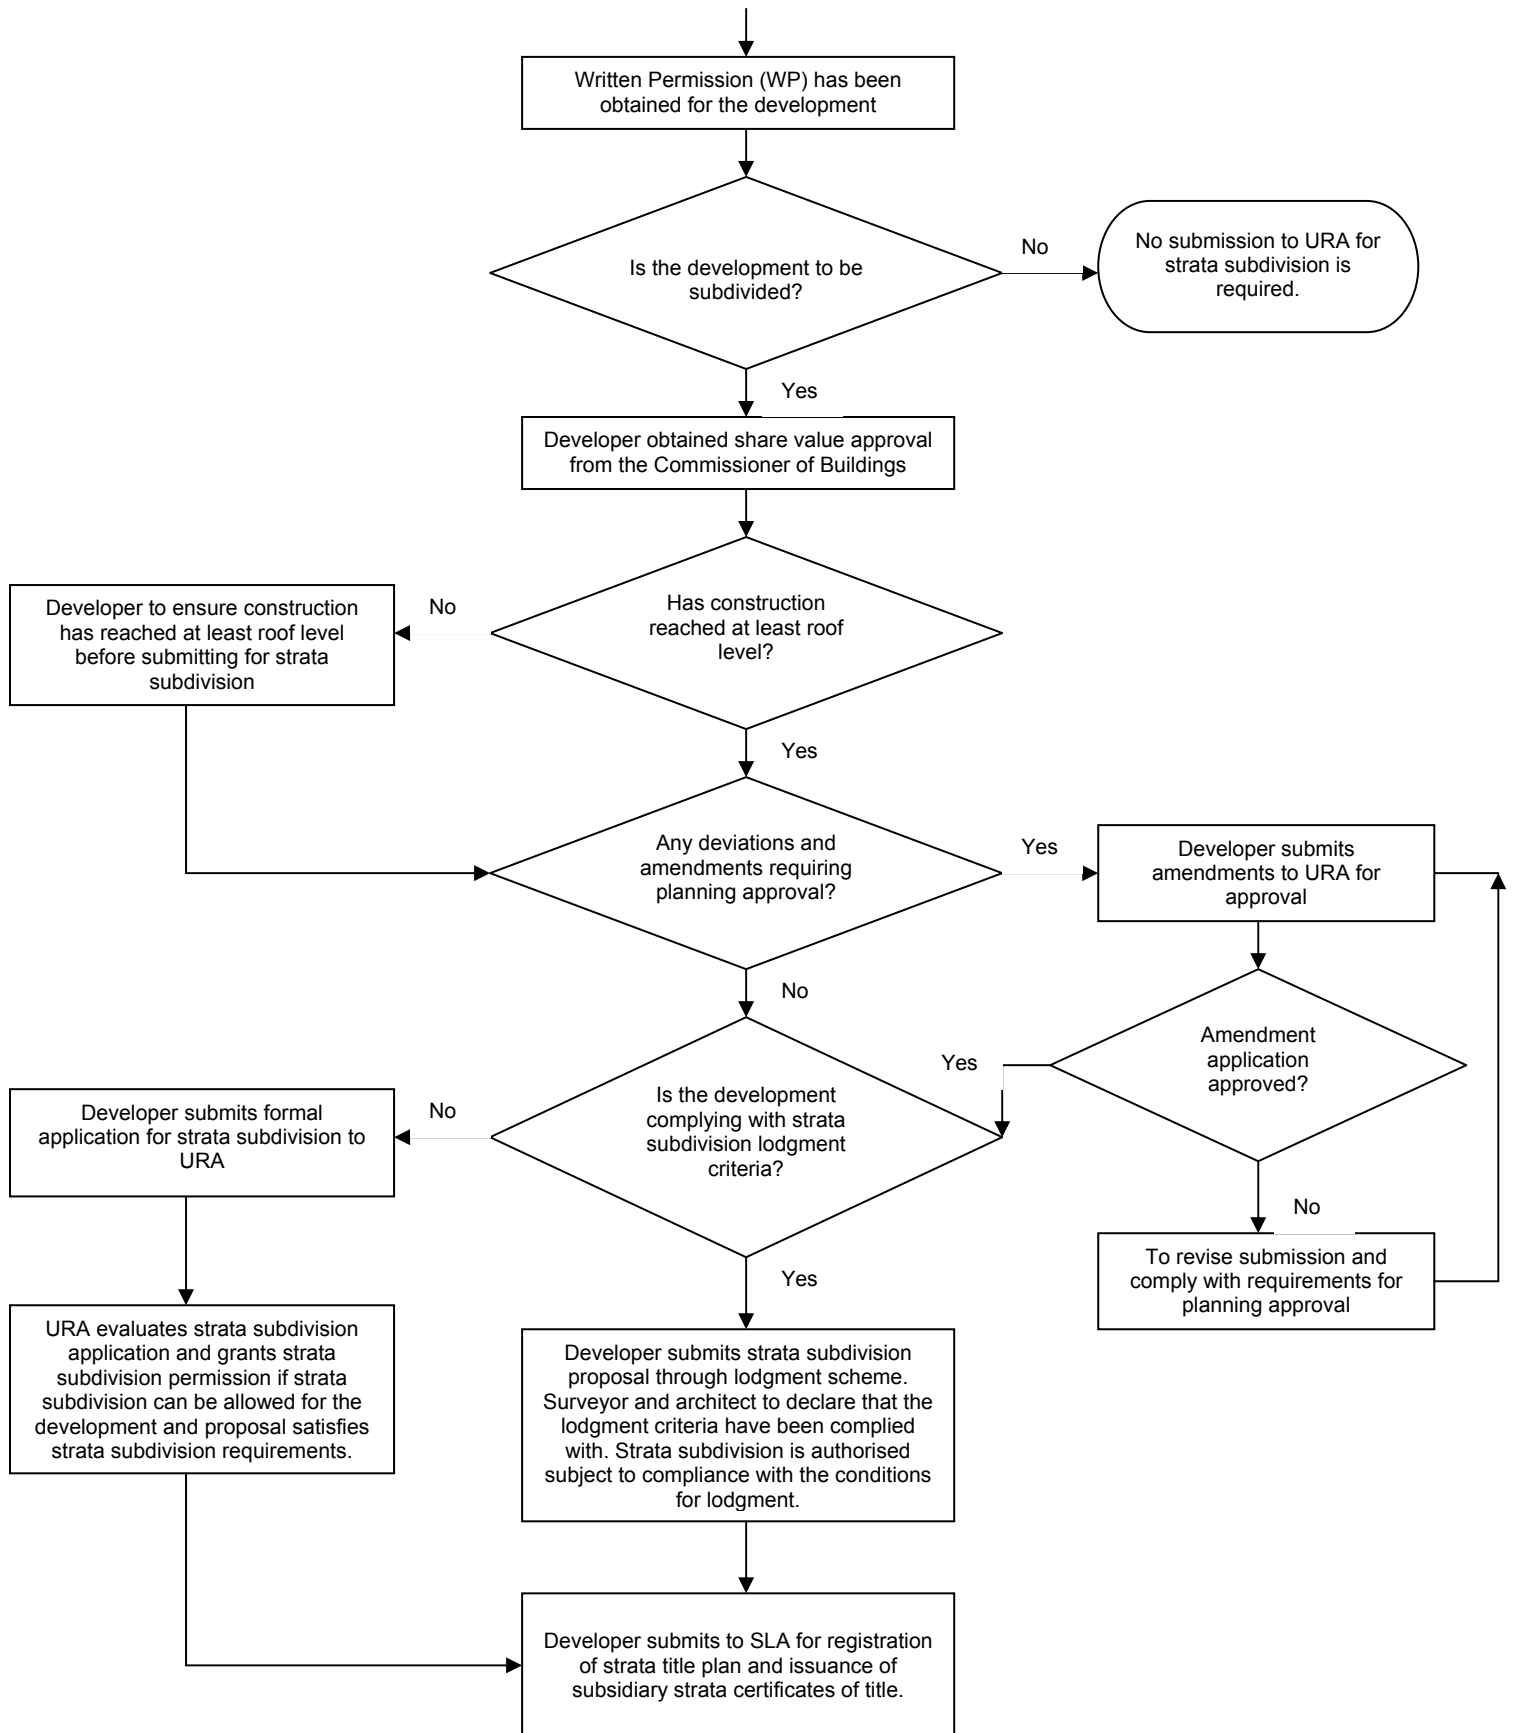 Written Permission (WP) has been
obtained for the development
Is the development to be
subdivided?
No
No submission to URA for
strata subdivision is
required.
Yes
Developer obtained share value approval
from the Commissioner of Buildings
Has construction
reached at least roof
level?
No
Developer to ensure construction
has reached at least roof level
before submitting for strata
subdivision
Yes
Any deviations and
amendments requiring
planning approval?
Yes
Developer submits
amendments to URA for
approval
No
Amendment
application
approved?
Yes
Is the development
complying with strata
subdivision lodgment
criteria?
No
Developer submits formal
application for strata subdivision to
URA
No
To revise submission and
comply with requirements for
planning approval
Yes
URA evaluates strata subdivision
application and grants strata
subdivision permission if strata
subdivision can be allowed for the
development and proposal satisfies
strata subdivision requirements.
Developer submits strata subdivision
proposal through lodgment scheme.
Surveyor and architect to declare that the
lodgment criteria have been complied
with. Strata subdivision is authorised
subject to compliance with the conditions
for lodgment.
Developer submits to SLA for registration
of strata title plan and issuance of
subsidiary strata certificates of title.